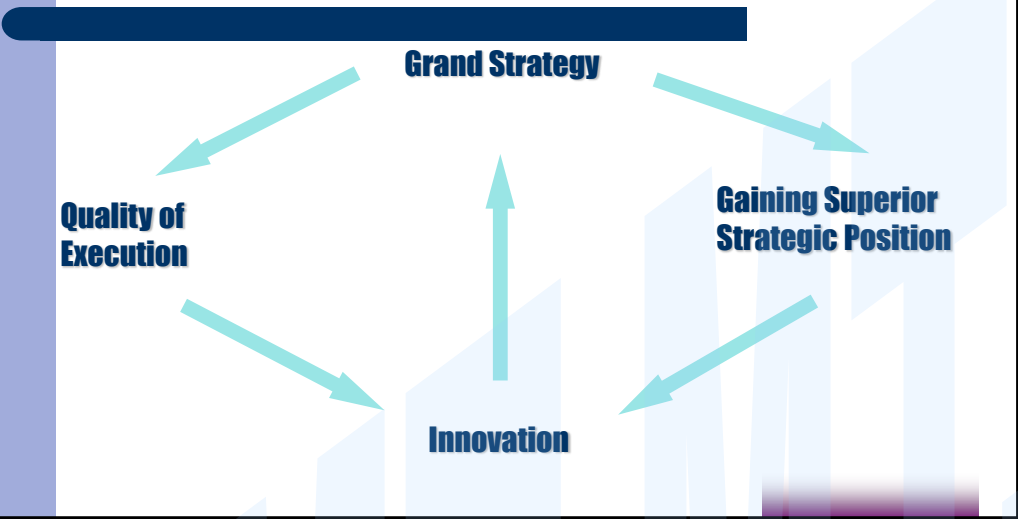 Grand Strategy
Quality of
Execution
Gaining Superior
Strategic Position
Innovation